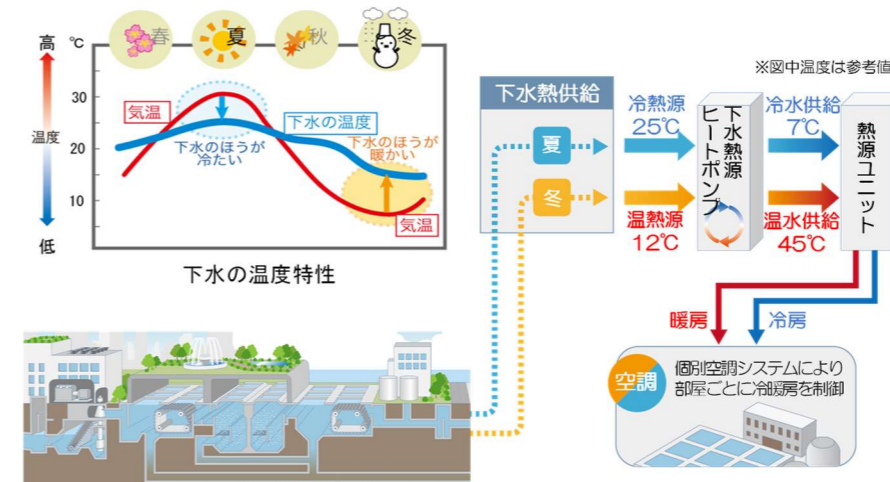 春
夏
秋
冬
高
℃
温度
低
30
20
10
気温
下水の温度
下水のほうが
冷たい
下水のほうが
暖かい
気温
下水の温度特性
※図中温度は参考値
下水熱供給
夏
冬
冷熱源
25℃
温熱源
12℃
下水熱源
ヒートポンプ
冷水供給
7℃
温水供給
45℃
熱源ユニット
暖房
冷房
空調
個別空調システムにより
部屋ごとに冷暖房を制御